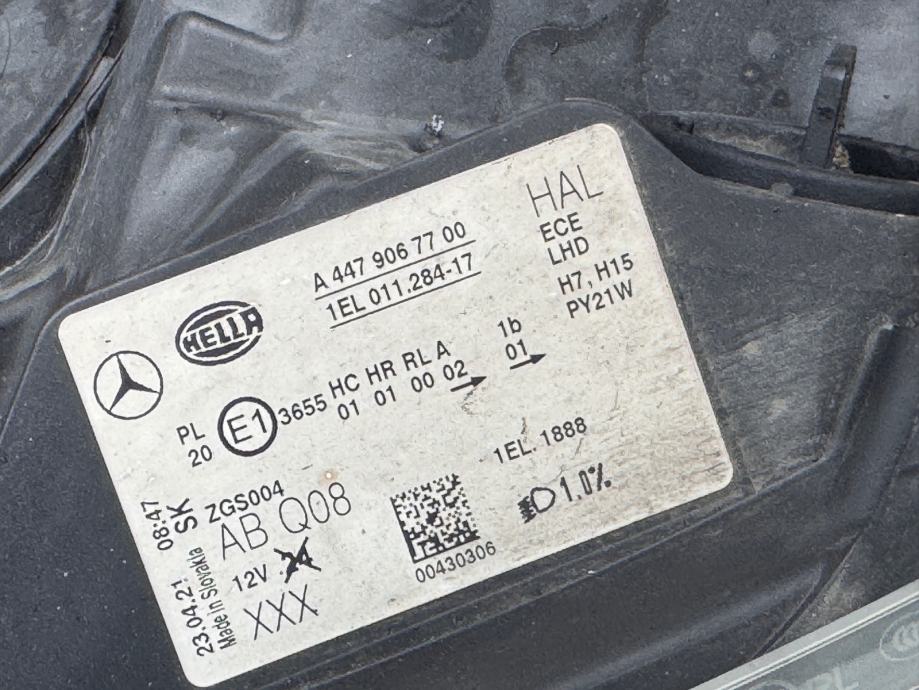 HAL
ECE
LHD
H7, H15
PY21W
A 447 906 77 00
1EL 011.284-17
HELLA
1b
01
PL
20
E1
3655 HC HR RL A
01 01 00 02
1EL. 1888
1.0%
08:47
SK
ZGS004
AB Q08
12V
00430306
XXX
23.04.21.
Made in Slovakia